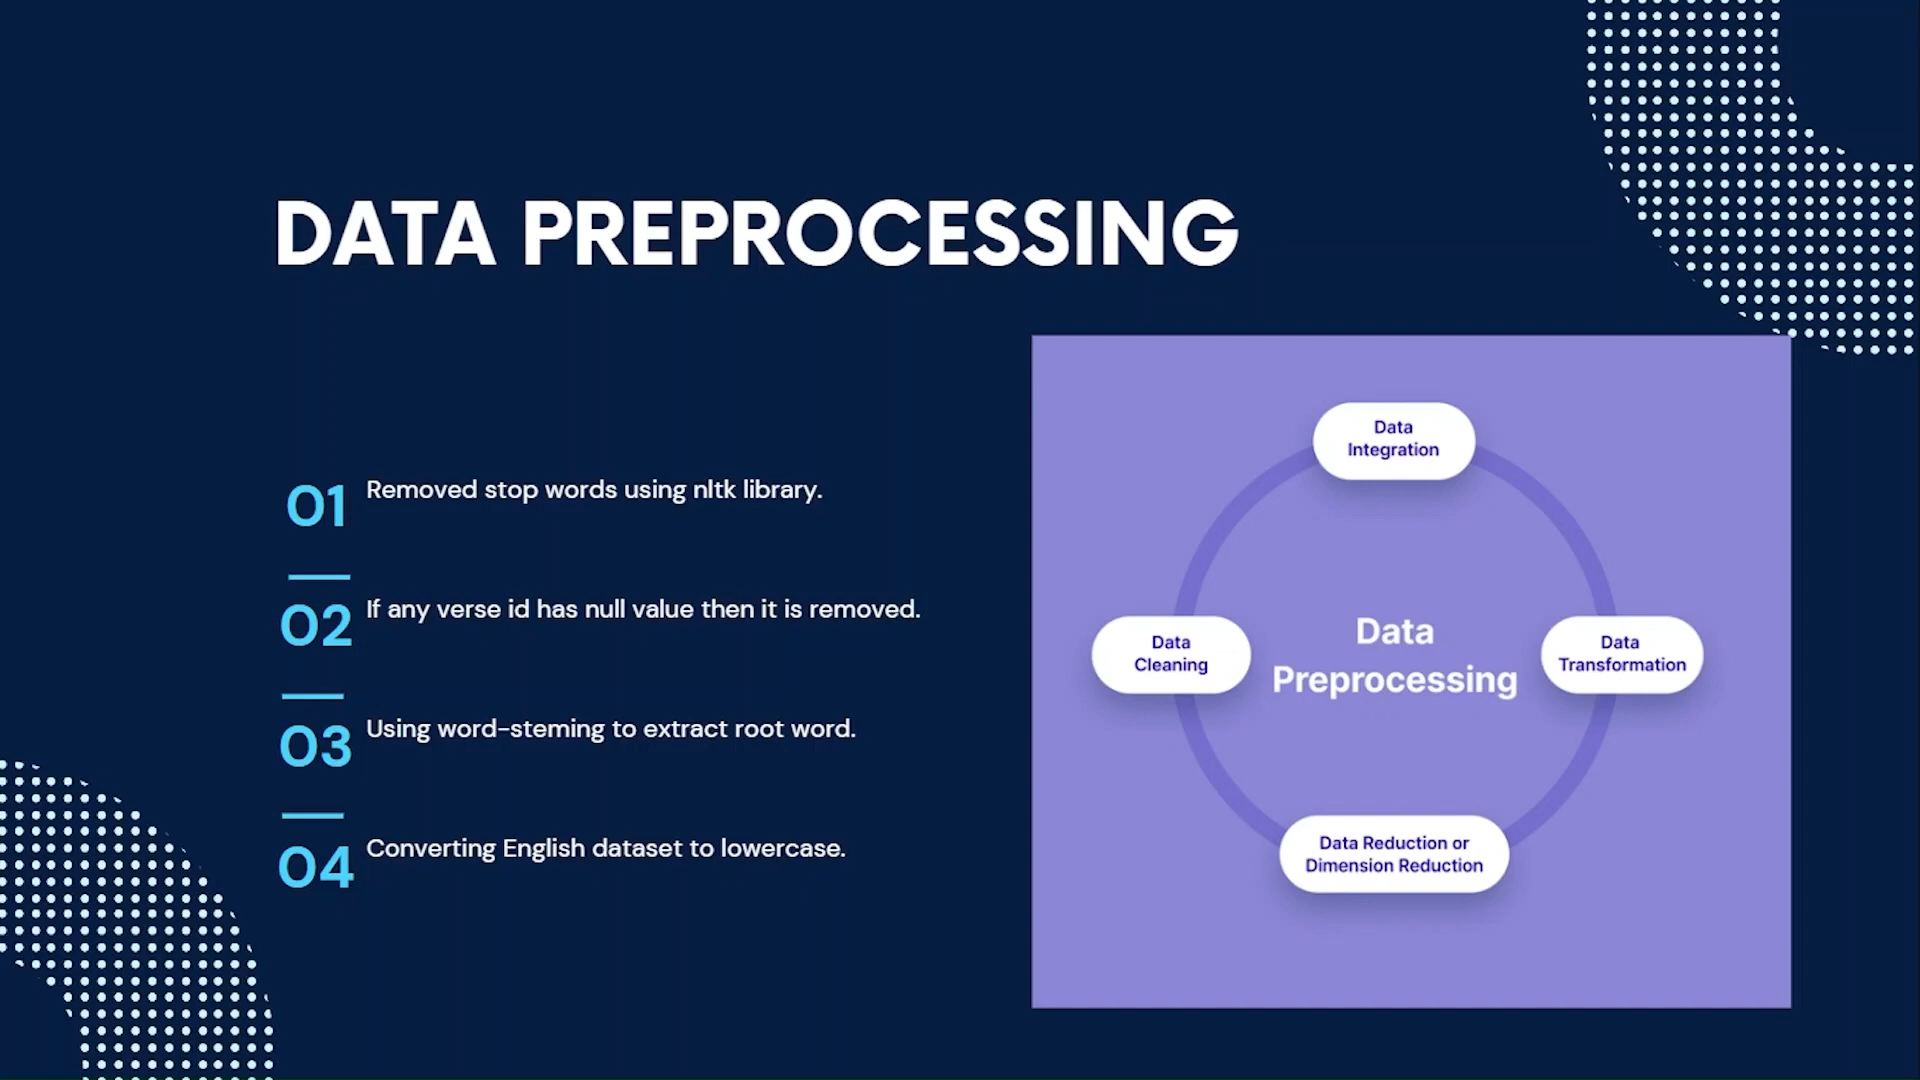 DATA PREPROCESSING
01 Removed stop words using nltk library.
02 If any verse id has null value then it is removed.
03 Using word-steming to extract root word.
04 Converting English dataset to lowercase.
Data
Integration
Data
Cleaning
Data
Preprocessing
Data
Transformation
Data Reduction or
Dimension Reduction